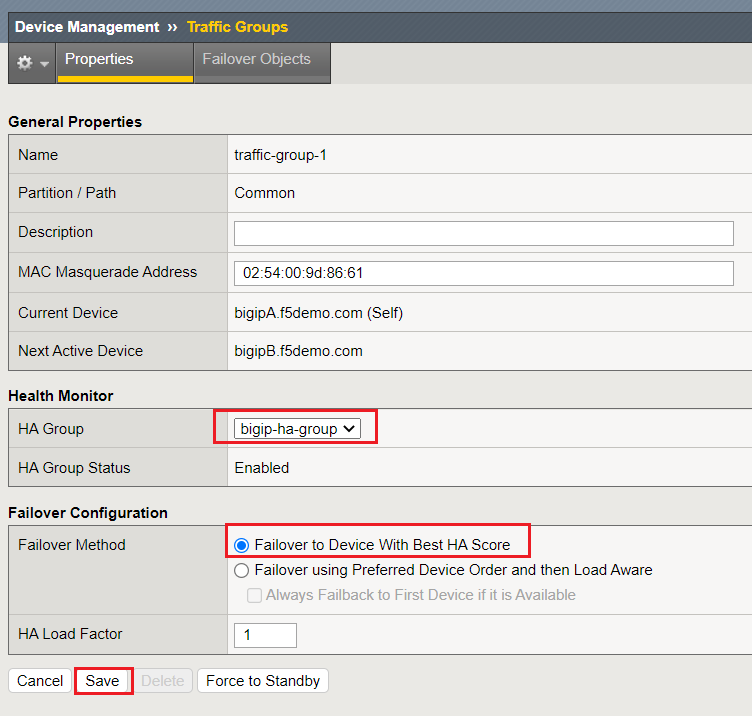 Device Management ›› Traffic Groups
Properties Failover Objects
General Properties
Name traffic-group-1
Partition / Path Common
Description
MAC Masquerade Address 02:54:00:9d:86:61
Current Device bigipA.f5demo.com (Self)
Next Active Device bigipB.f5demo.com
Health Monitor
HA Group bigip-ha-group
HA Group Status Enabled
Failover Configuration
Failover Method Failover to Device With Best HA Score
Failover using Preferred Device Order and then Load Aware
Always Failback to First Device if it is Available
HA Load Factor 1
Cancel Save Delete Force to Standby